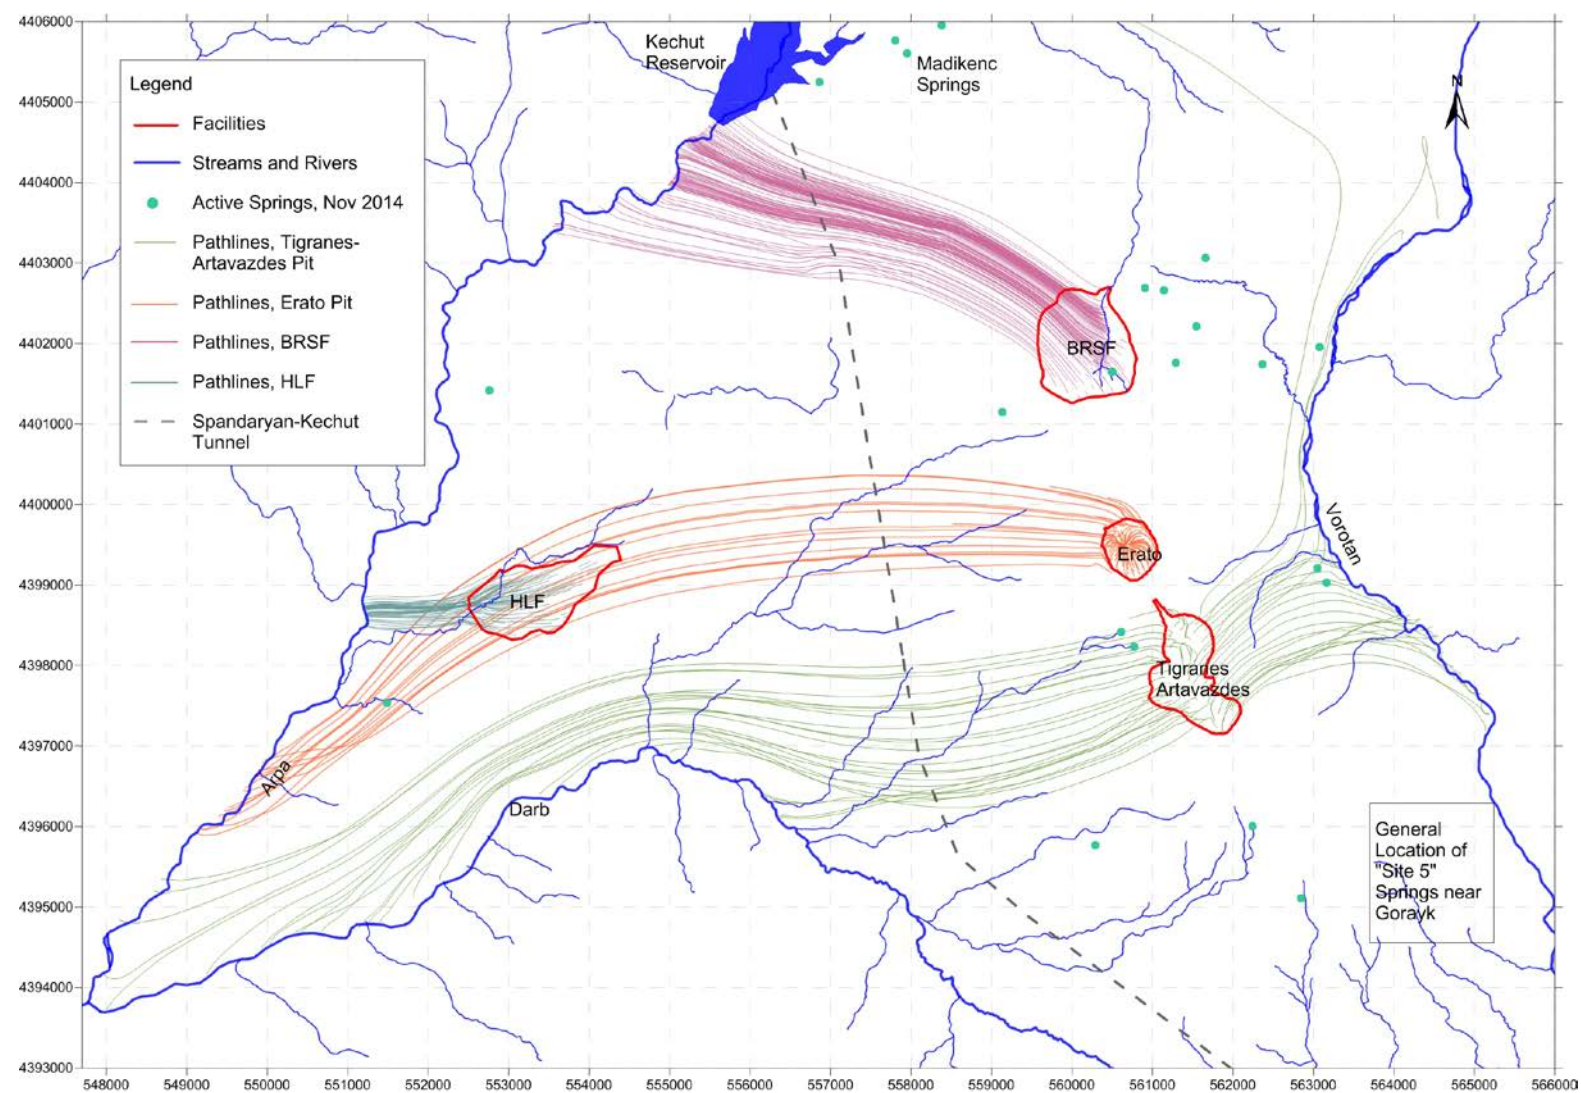 4406000
4405000
4404000
4403000
4402000
4401000
4400000
4399000
4398000
4397000
4396000
4395000
4394000
4393000
Legend
Facilities
Streams and Rivers
Active Springs, Nov 2014
Pathlines, Tigranes-
Artavazdes Pit
Pathlines, Erato Pit
Pathlines, BRSF
Pathlines, HLF
Spandaryan-Kechut
Tunnel
Kechut
Reservoir
Madikenc
Springs
N
BRSF
Vorotan
Erato
HLF
Tigranes
Artavazdes
Arpa
Darb
General
Location of
"Site 5"
Springs near
Gorayk
548000 549000 550000 551000 552000 553000 554000 555000 556000 557000 558000 559000 560000 561000 562000 563000 564000 565000 566000